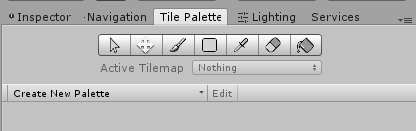 Inspector Navigation Tile Palette Lighting Services
Active Tilemap Nothing
Create New Palette Edit